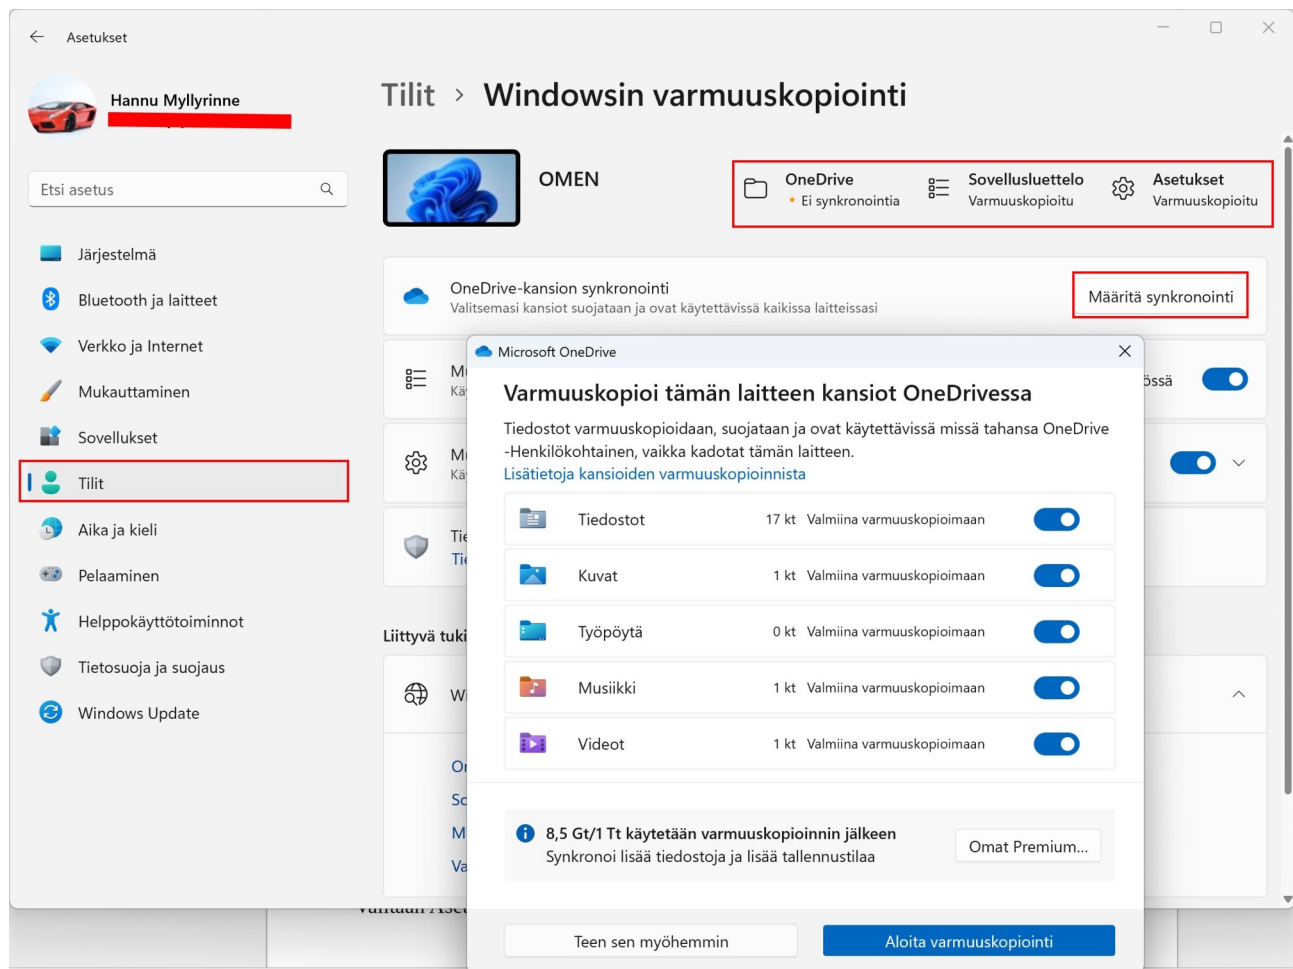 Asetukset
Hannu Myllyrinne
Etsi asetus
Järjestelmä
Bluetooth ja laitteet
Verkko ja Internet
Mukauttaminen
Sovellukset
Tilit
Aika ja kieli
Pelaaminen
Helppokäyttötoiminnot
Tietosuoja ja suojaus
Windows Update
Tilit > Windowsin varmuuskopiointi
OMEN
OneDrive
• Ei synkronointia
Sovellusluettelo
Varmuuskopioitu
Asetukset
Varmuuskopioitu
OneDrive-kansion synkronointi
Valitsemasi kansiot suojataan ja ovat käytettävissä kaikissa laitteissasi
Määritä synkronointi
Liittyvä tuki
Microsoft OneDrive
Varmuuskopioi tämän laitteen kansiot OneDrivessa
Tiedostot varmuuskopioidaan, suojataan ja ovat käytettävissä missä tahansa OneDrive
-Henkilökohtainen, vaikka kadotat tämän laitteen.
Lisätietoja kansioiden varmuuskopioinnista
Tiedostot 17 kt Valmiina varmuuskopioimaan
Kuvat 1 kt Valmiina varmuuskopioimaan
Työpöytä 0 kt Valmiina varmuuskopioimaan
Musiikki 1 kt Valmiina varmuuskopioimaan
Videot 1 kt Valmiina varmuuskopioimaan
8,5 Gt/1 Tt käytetään varmuuskopioinnin jälkeen
Synkronoi lisää tiedostoja ja lisää tallennustilaa
Omat Premium...
Teen sen myöhemmin
Aloita varmuuskopiointi